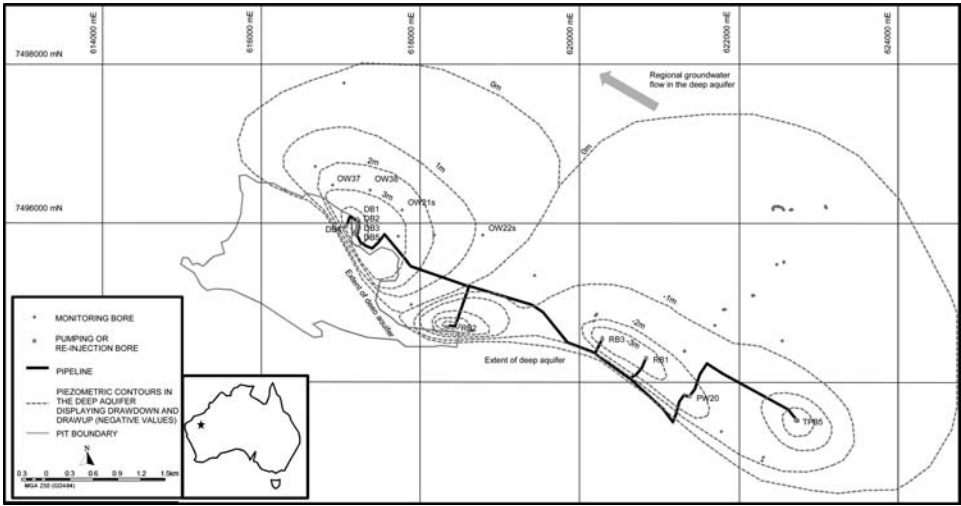 614000 mE
616000 mE
618000 mE
620000 mE
622000 mE
624000 mE
7498000 mN
Regional groundwater
flow in the deep aquifer
0m
0m
2m
1m
OW37
OW38
3m
OW21s
DB1
DB2
DB3
DB5
7496000 mN
OW22s
Extent of deep aquifer
RB2
-1m
-2m
-3m
RB3
RB1
Extent of deep aquifer
PW20
TPB5
2
MONITORING BORE
PUMPING OR
RE-INJECTION BORE
PIPELINE
PIEZOMETRIC CONTOURS IN
THE DEEP AQUIFER
DISPLAYING DRAWDOWN AND
DRAWUP (NEGATIVE VALUES)
PIT BOUNDARY
N
0.3 0 0.3 0.6 0.9 1.2 1.5km
MGA Z50 (GDA94)